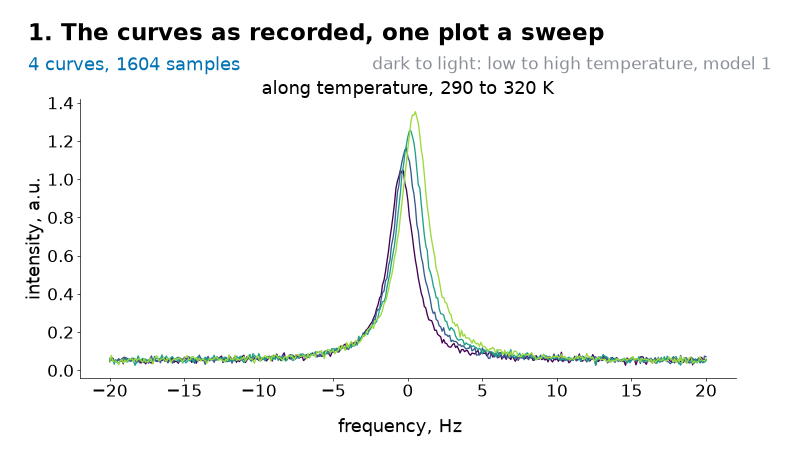 1. The curves as recorded, one plot a sweep
4 curves, 1604 samples
dark to light: low to high temperature, model 1
along temperature, 290 to 320 K
intensity, a.u.
1.4
1.2
1.0
0.8
0.6
0.4
0.2
0.0
−20 −15 −10 −5 0 5 10 15 20
frequency, Hz